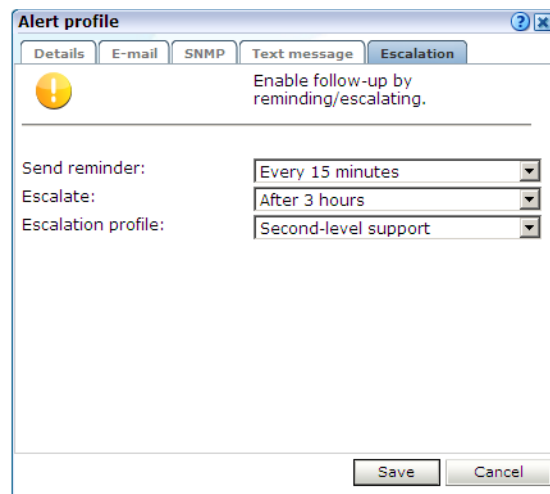 Alert profile
Details E-mail SNMP Text message Escalation
Enable follow-up by
reminding/escalating.
Send reminder: Every 15 minutes
Escalate: After 3 hours
Escalation profile: Second-level support
Save Cancel